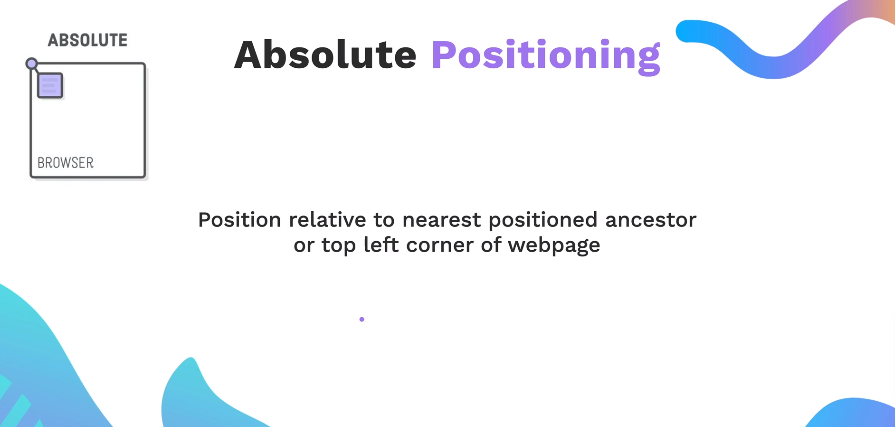 ABSOLUTE
Absolute Positioning
BROWSER
Position relative to nearest positioned ancestor
or top left corner of webpage